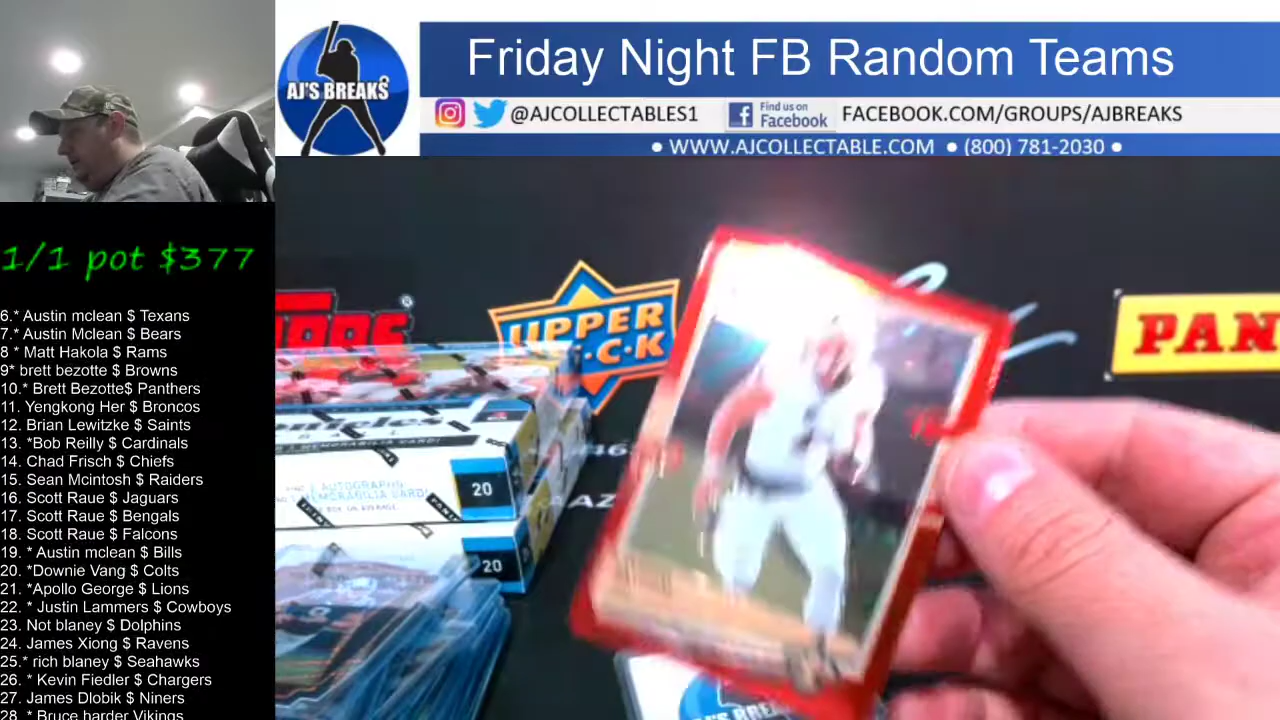 AJ'S BREAKS
Friday Night FB Random Teams
@AJCOLLECTABLES1
Find us on
Facebook
FACEBOOK.COM/GROUPS/AJBREAKS
• WWW.AJCOLLECTABLE.COM • (800) 781-2030 •
1/1 pot $377
6.* Austin mclean $ Texans
7.* Austin Mclean $ Bears
8 * Matt Hakola $ Rams
9* brett bezotte $ Browns
10.* Brett Bezotte$ Panthers
11. Yengkong Her $ Broncos
12. Brian Lewitzke $ Saints
13. *Bob Reilly $ Cardinals
14. Chad Frisch $ Chiefs
15. Sean Mcintosh $ Raiders
16. Scott Raue $ Jaguars
17. Scott Raue $ Bengals
18. Scott Raue $ Falcons
19. * Austin mclean $ Bills
20. *Downie Vang $ Colts
21. *Apollo George $ Lions
22. * Justin Lammers $ Cowboys
23. Not blaney $ Dolphins
24. James Xiong $ Ravens
25.* rich blaney $ Seahawks
26. * Kevin Fiedler $ Chargers
27. James Dlobik $ Niners
28. * Bruce harder Vikings
UPPER
PAN
20
20